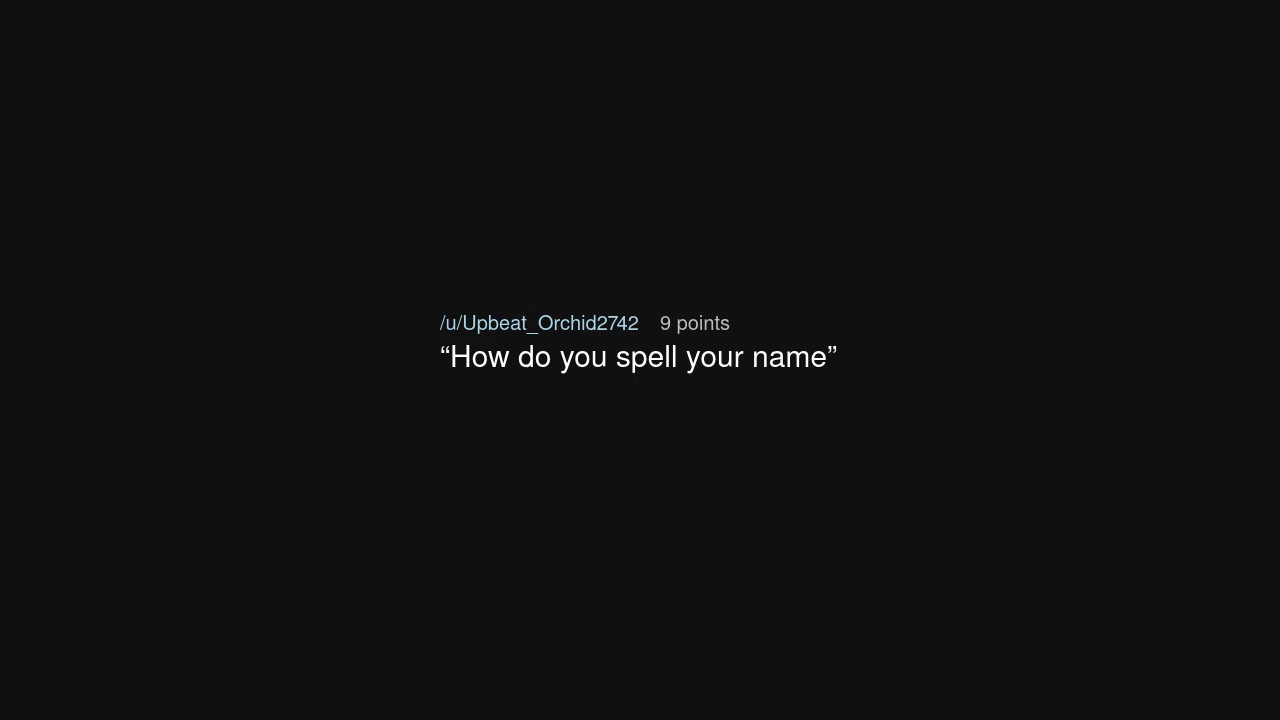 /u/Upbeat_Orchid2742 9 points
“How do you spell your name”